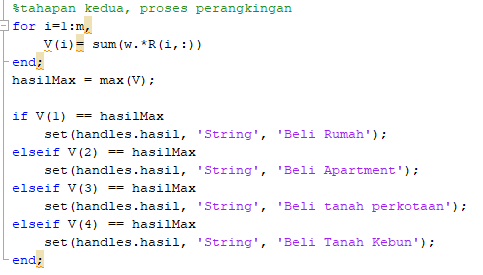 %tahapan kedua, proses perangkingan
for i=1:m,
    V(i)= sum(w.*R(i,:))
end;
hasilMax = max(V);

if V(1) == hasilMax
    set(handles.hasil, 'String', 'Beli Rumah');
elseif V(2) == hasilMax
    set(handles.hasil, 'String', 'Beli Apartment');
elseif V(3) == hasilMax
    set(handles.hasil, 'String', 'Beli tanah perkotaan');
elseif V(4) == hasilMax
    set(handles.hasil, 'String', 'Beli Tanah Kebun');
end;